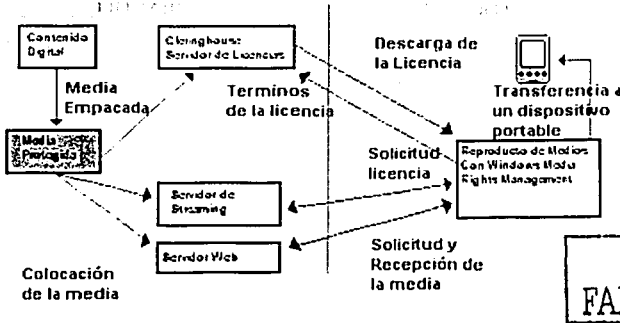 Contenido
Digital
Clearinghouse
Servidor de Licencias
Descarga de
la Licencia
Media
Empacada
Terminos
de la licencia
Transferencia a
un dispositivo
portable
Media
Protegida
Solicitud
licencia
Reproductor de Medios
Con Windows Media
Rights Management
Servidor de
Streaming
Servidor Web
Solicitud y
Recepción de
la media
Colocación
de la media